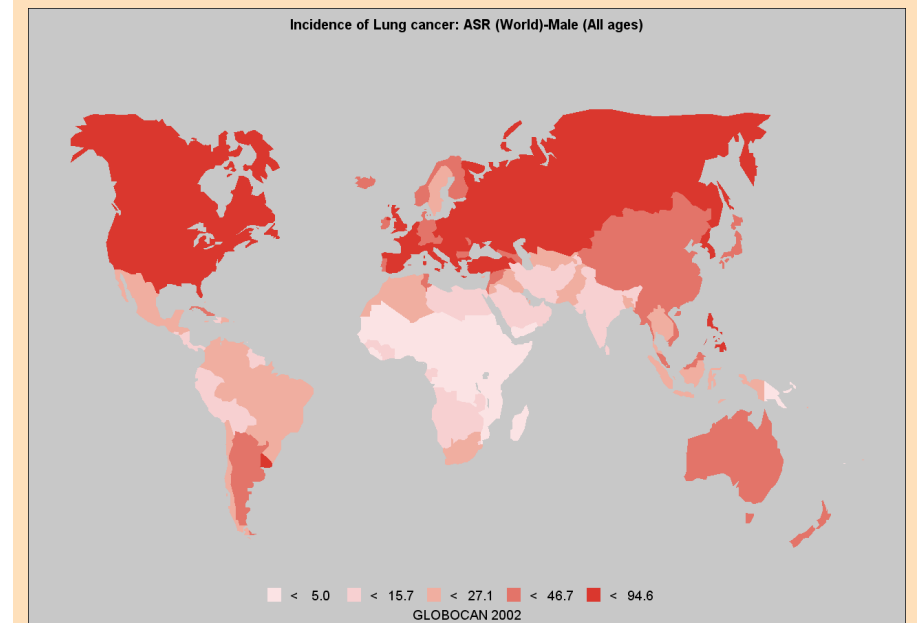 Incidence of Lung cancer: ASR (World)-Male (All ages)
< 5.0 < 15.7 < 27.1 < 46.7 < 94.6
GLOBOCAN 2002